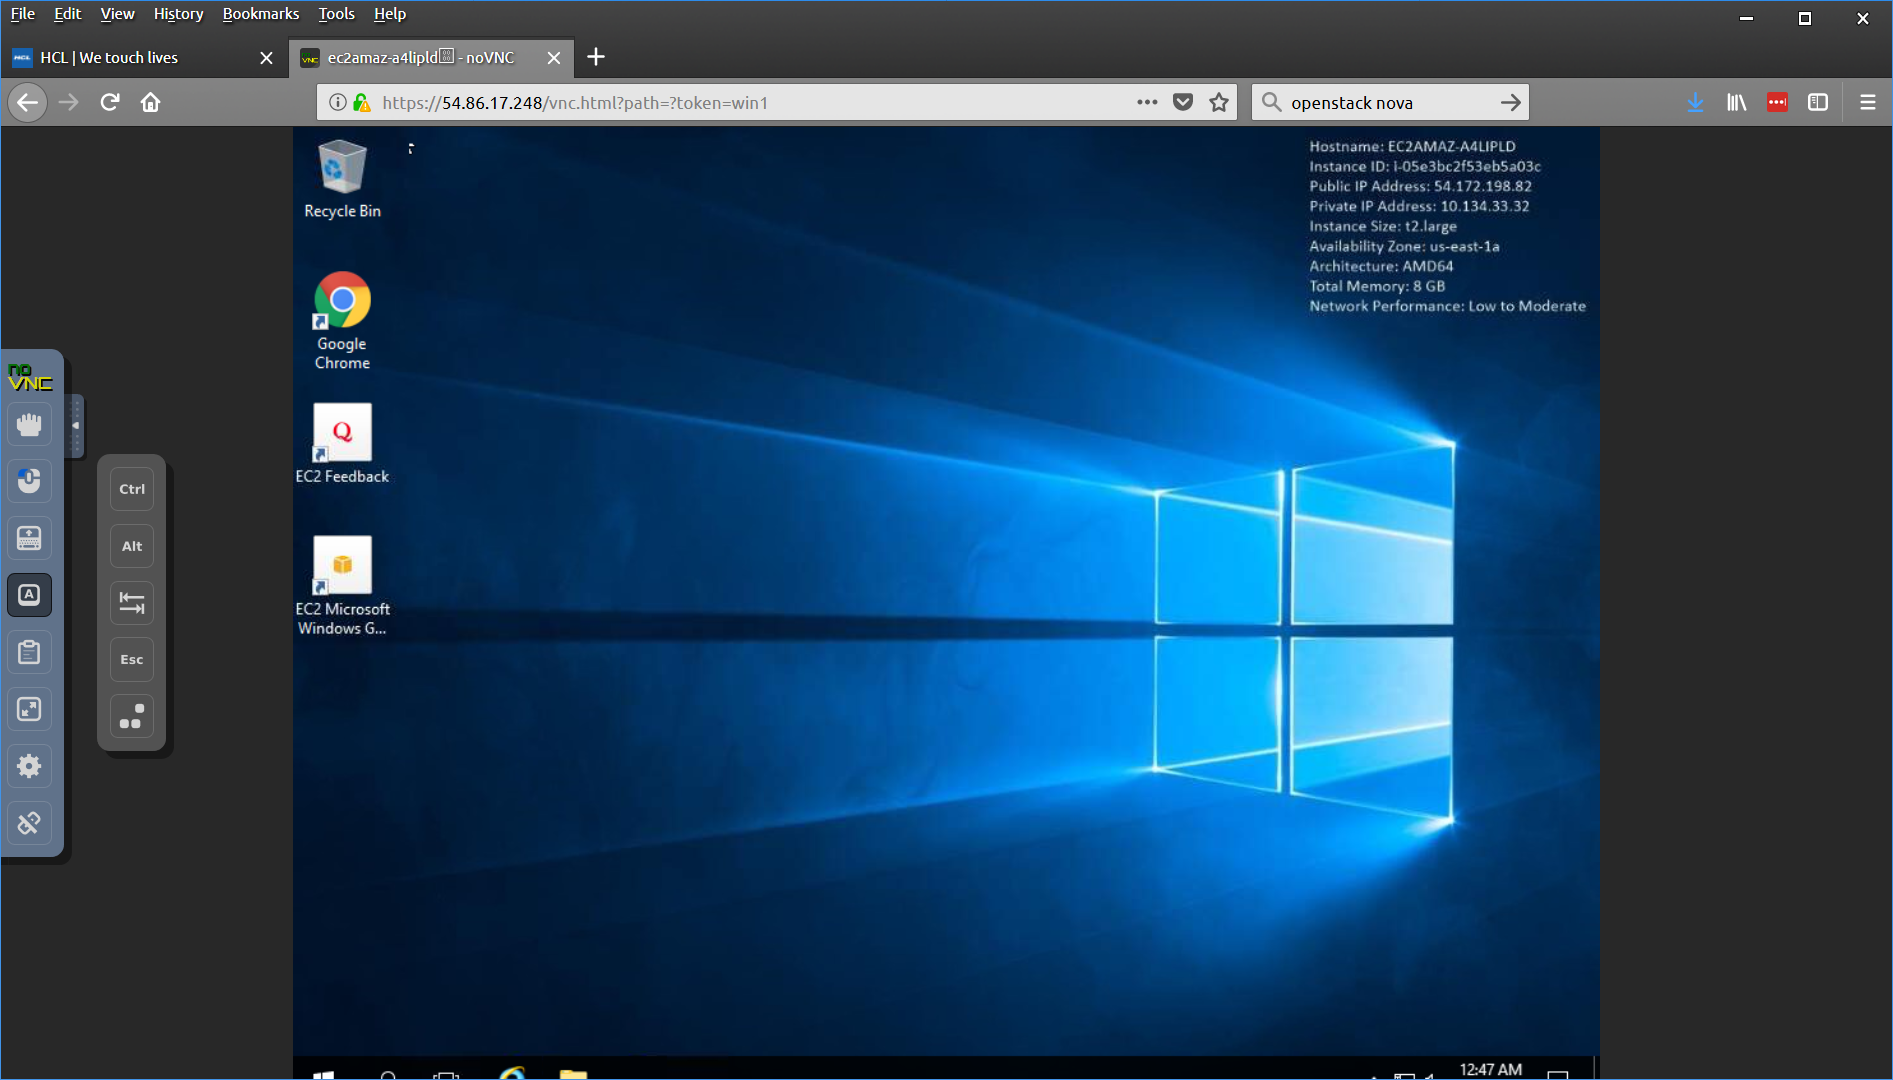 File Edit View History Bookmarks Tools Help
HCL HCL | We touch lives
VNC ec2amaz-a4lipld - noVNC
https://54.86.17.248/vnc.html?path=?token=win1
openstack nova
Recycle Bin
Google
Chrome
Q
EC2 Feedback
EC2 Microsoft
Windows G...
Hostname: EC2AMAZ-A4LIPLD
Instance ID: i-05e3bc2f53eb5a03c
Public IP Address: 54.172.198.82
Private IP Address: 10.134.33.32
Instance Size: t2.large
Availability Zone: us-east-1a
Architecture: AMD64
Total Memory: 8 GB
Network Performance: Low to Moderate
no
VNC
A
Ctrl
Alt
Esc
12:47 AM